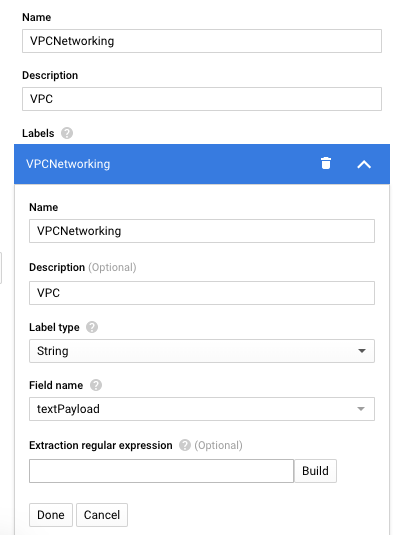 Name
VPCNetworking
Description
VPC
Labels ?
VPCNetworking
Name
VPCNetworking
Description (Optional)
VPC
Label type ?
String
Field name ?
textPayload
Extraction regular expression ? (Optional)
Build
Done Cancel